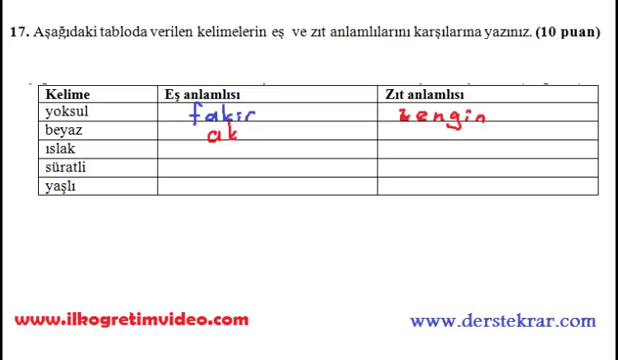 17. Aşağıdaki tabloda verilen kelimelerin eş ve zıt anlamlılarını karşılarına yazınız. (10 puan)
Kelime Eş anlamlısı Zıt anlamlısı
yoksul fakir zengin
beyaz ak
ıslak
süratli
yaşlı
www.ilkogretimvideo.com www.derstekrar.com